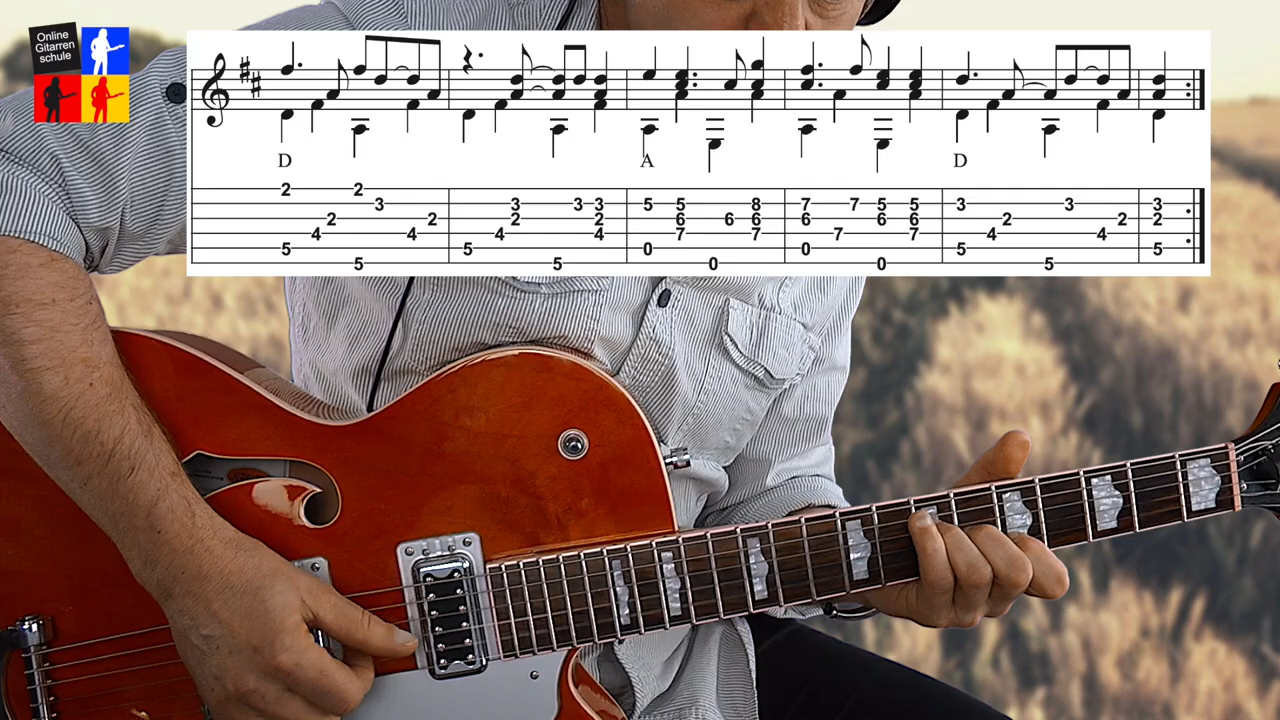 Online
Gitarren
schule
D A D
2 2
3 3 3 3 5 5 8 7 7 5 5 3 3 3
2 2 2 2 6 6 6 6 6 6 2 2 2
4 4 4 4 7 7 7 7 4 4
5 5 0 0 5 5
5 5 0 0 5